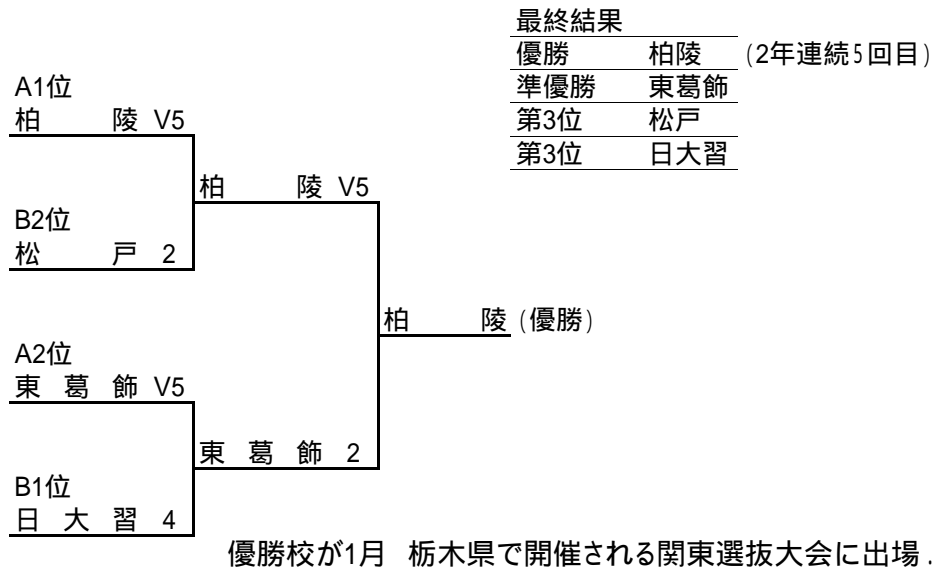 最終結果
優勝 柏陵 (2年連続5回目)
準優勝 東葛飾
第3位 松戸
第3位 日大習
A1位
柏 陵 V5
柏 陵 V5
B2位
松 戸 2
柏 陵 (優勝)
A2位
東 葛 飾 V5
東 葛 飾 2
B1位
日 大 習 4
優勝校が1月 栃木県で開催される関東選抜大会に出場.